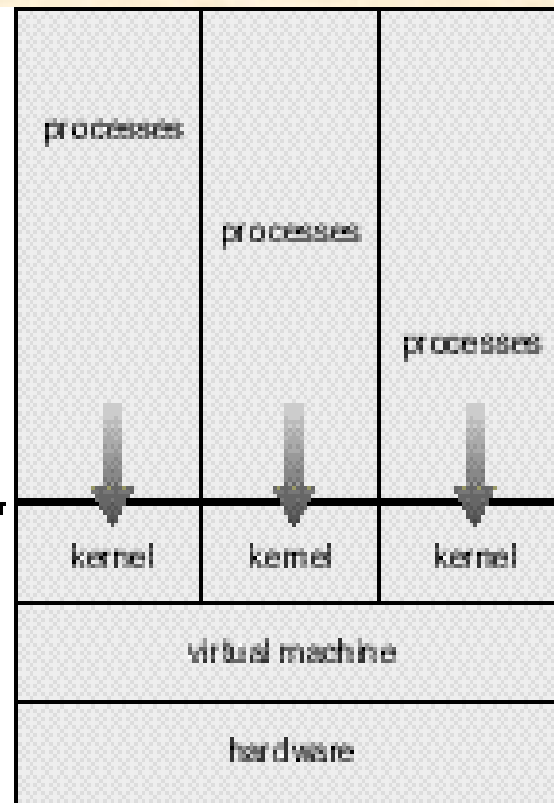 processes
processes
processes
kernel kernel kernel
virtual machine
hardware